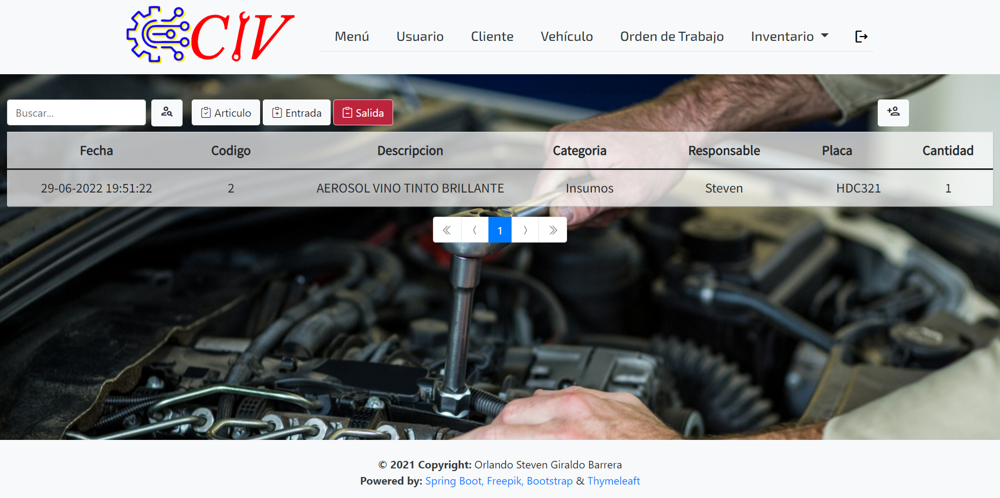 CIV
Menú Usuario Cliente Vehículo Orden de Trabajo Inventario
Buscar... Articulo Entrada Salida
Fecha Codigo Descripcion Categoria Responsable Placa Cantidad
29-06-2022 19:51:22 2 AEROSOL VINO TINTO BRILLANTE Insumos Steven HDC321 1
« ‹ 1 › »
© 2021 Copyright: Orlando Steven Giraldo Barrera
Powered by: Spring Boot, Freepik, Bootstrap & Thymeleaft